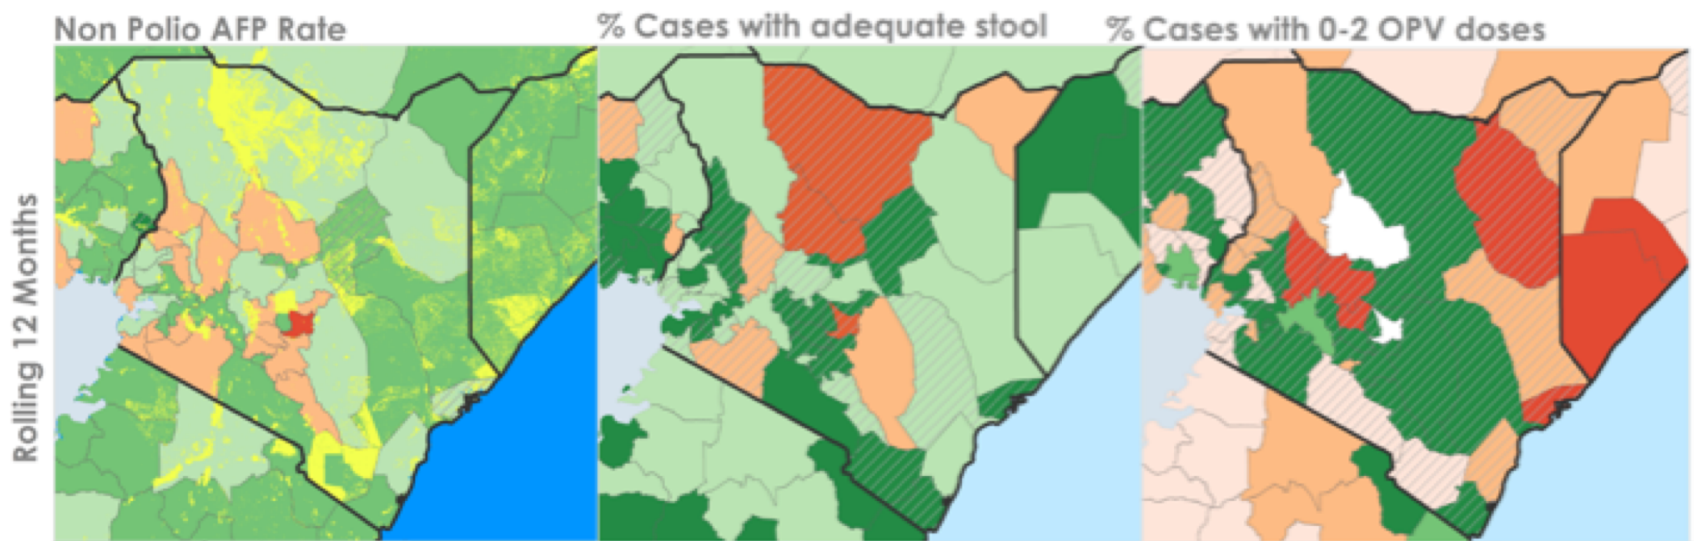 Non Polio AFP Rate
% Cases with adequate stool
% Cases with 0-2 OPV doses
Rolling 12 Months